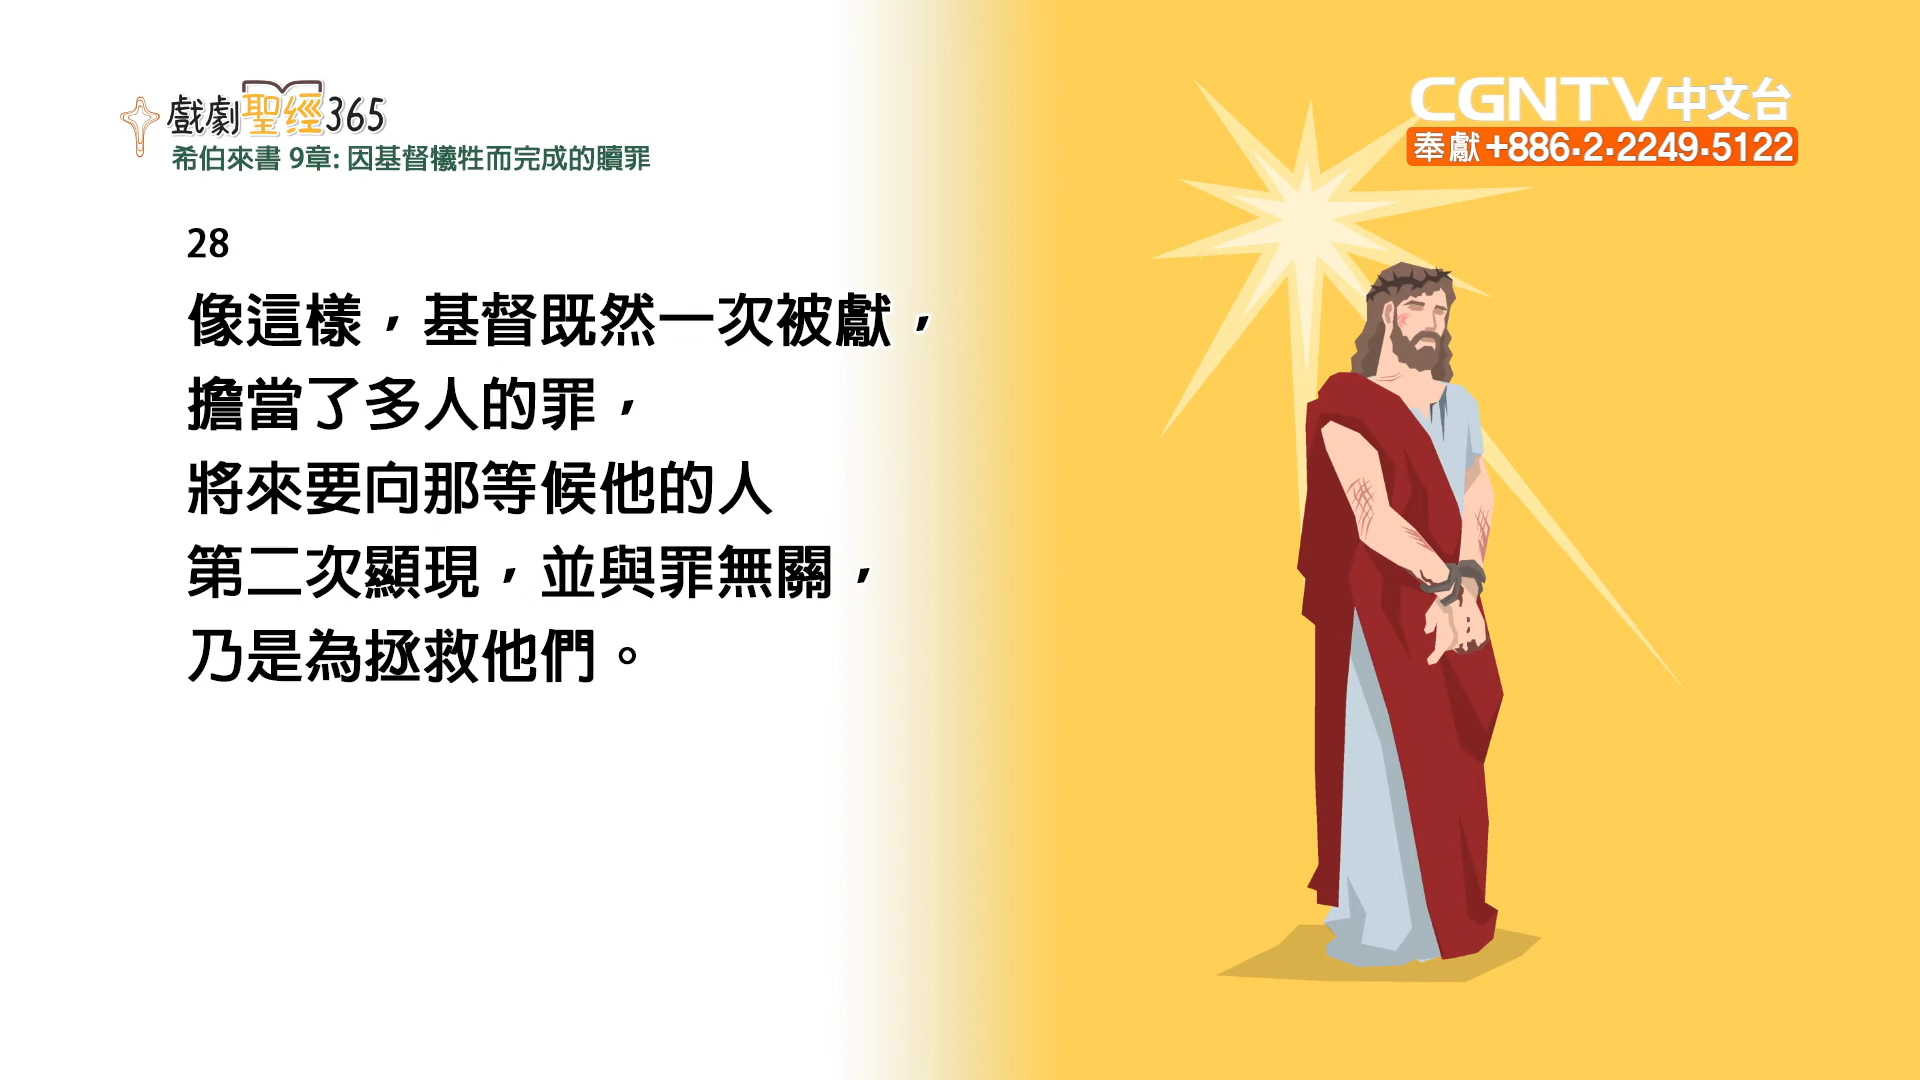 戲劇聖經365
希伯來書 9章: 因基督犧牲而完成的贖罪
CGNTV中文台
奉獻 +886·2·2249·5122
28
像這樣，基督既然一次被獻，
擔當了多人的罪，
將來要向那等候他的人
第二次顯現，並與罪無關，
乃是為拯救他們。